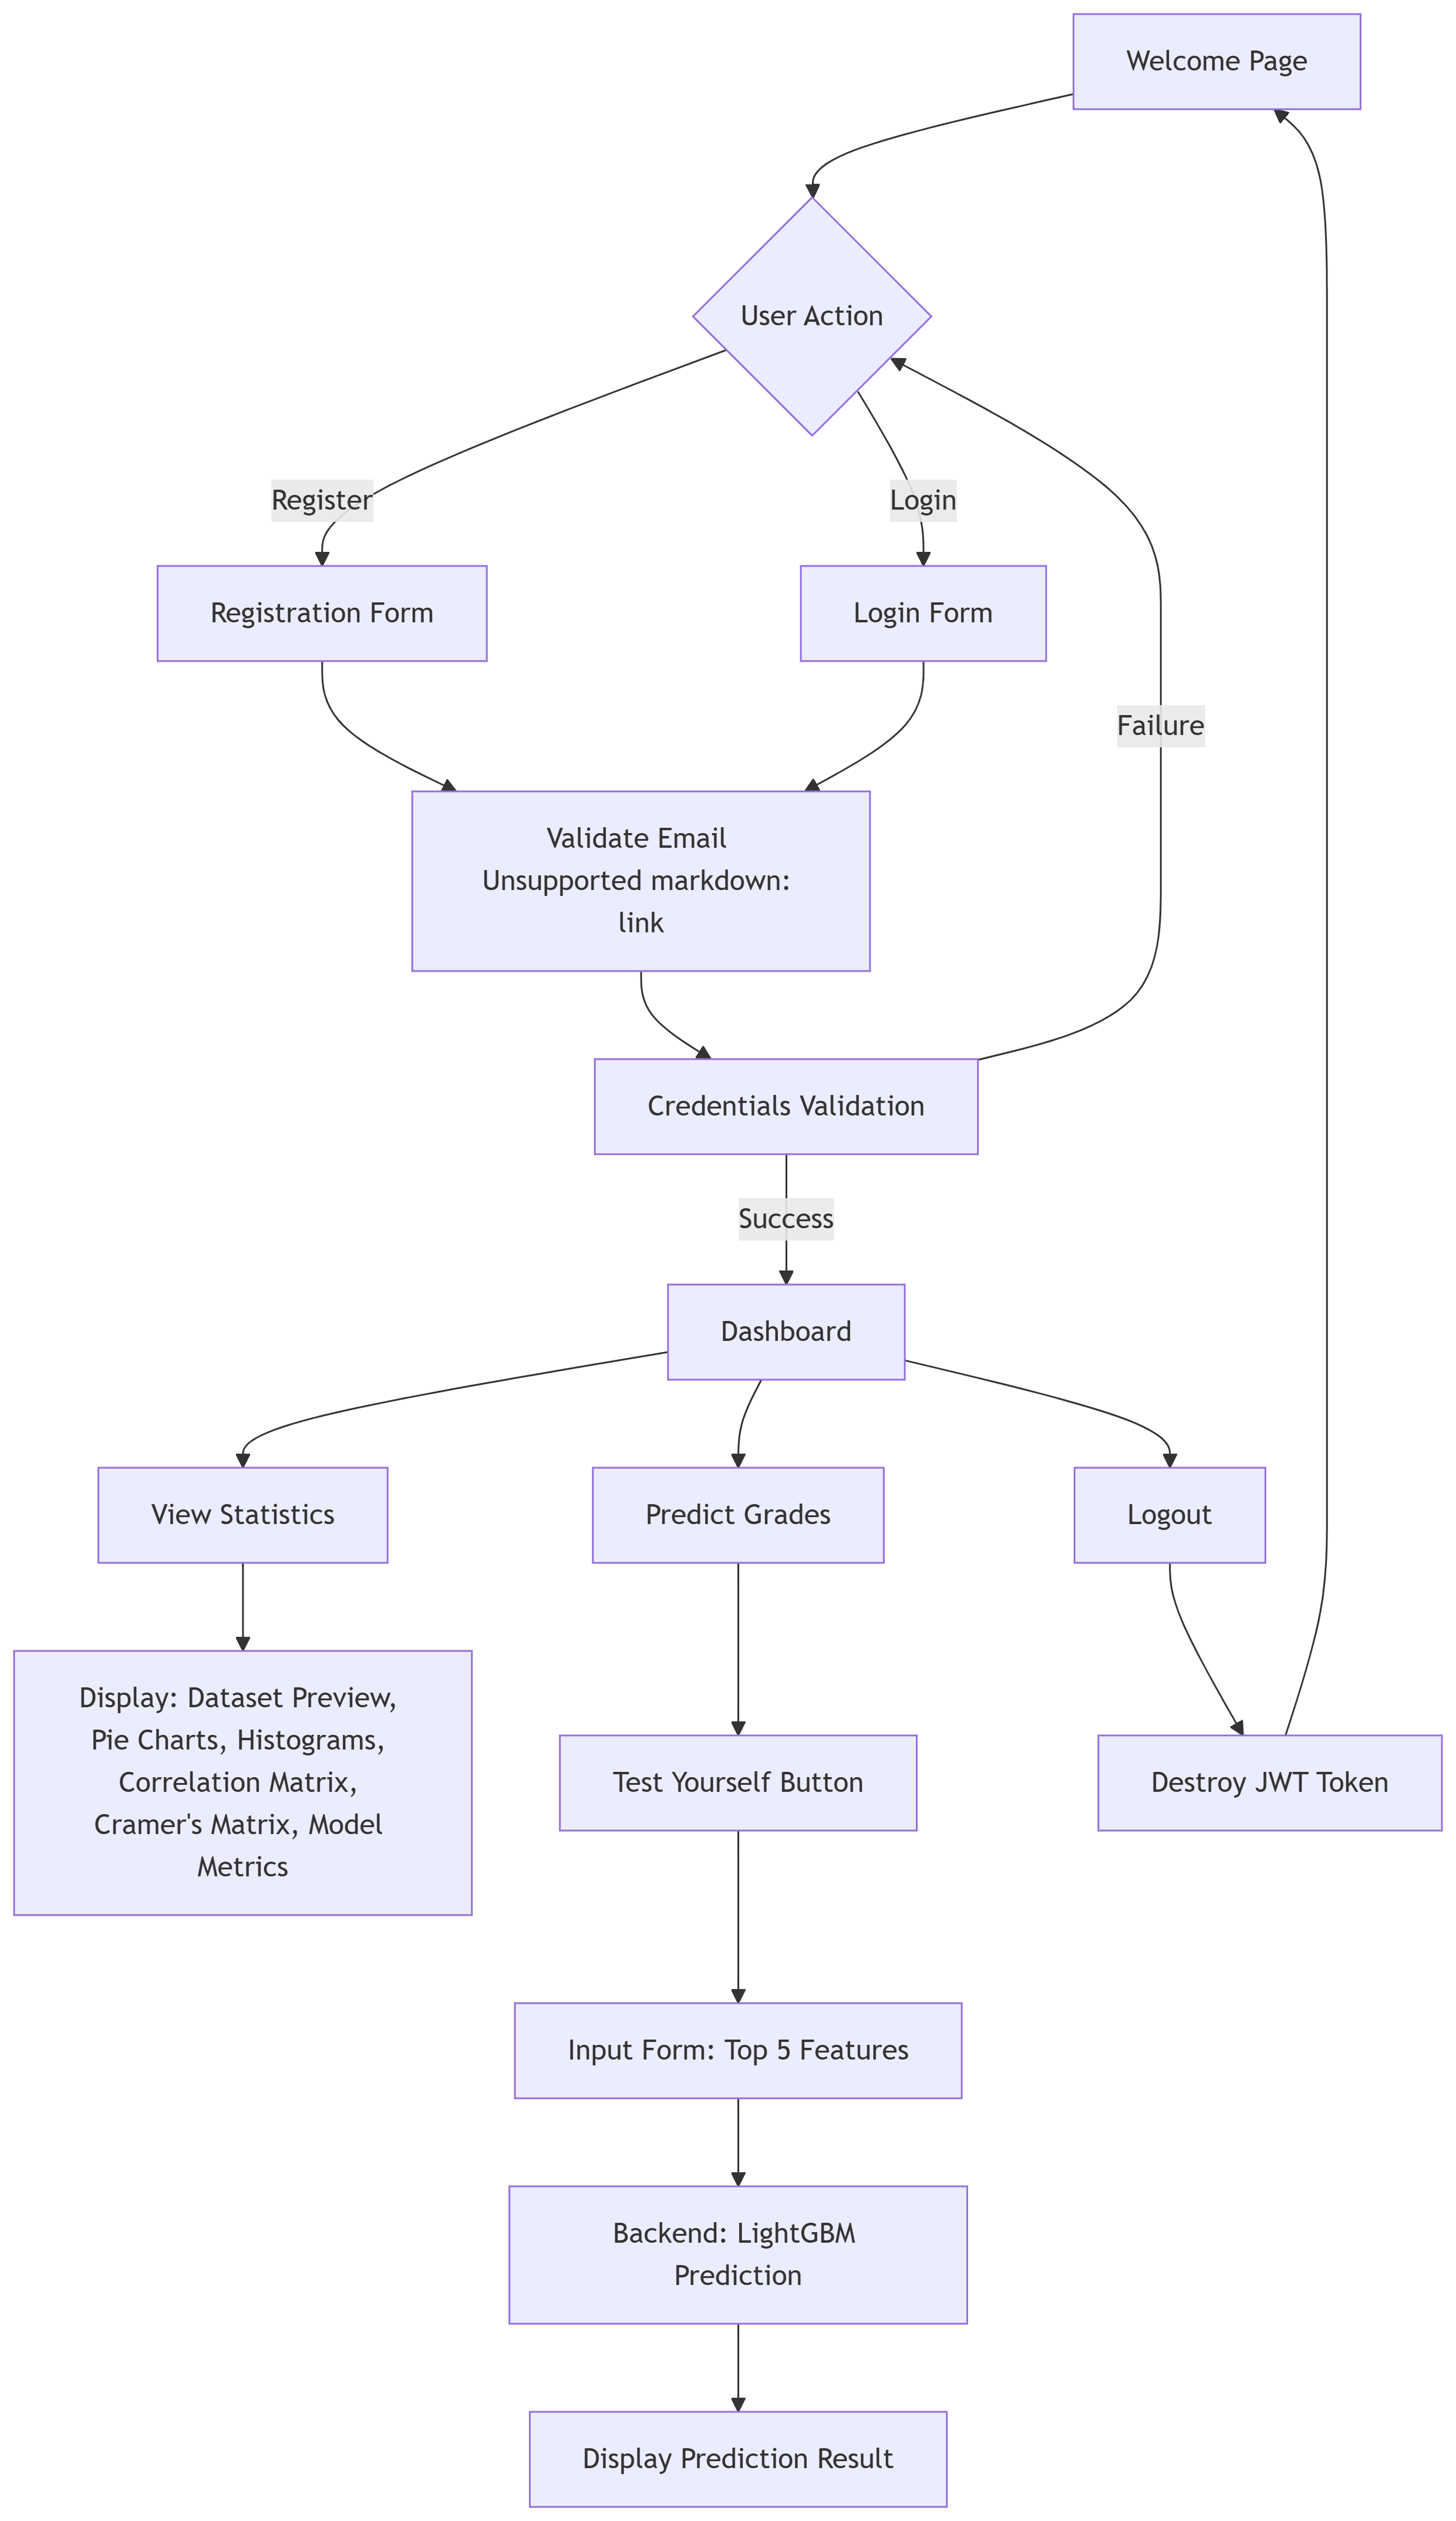 Welcome Page
User Action
Register
Login
Registration Form
Login Form
Failure
Validate Email
Unsupported markdown:
link
Credentials Validation
Success
Dashboard
View Statistics
Predict Grades
Logout
Display: Dataset Preview,
Pie Charts, Histograms,
Correlation Matrix,
Cramer's Matrix, Model
Metrics
Test Yourself Button
Destroy JWT Token
Input Form: Top 5 Features
Backend: LightGBM
Prediction
Display Prediction Result